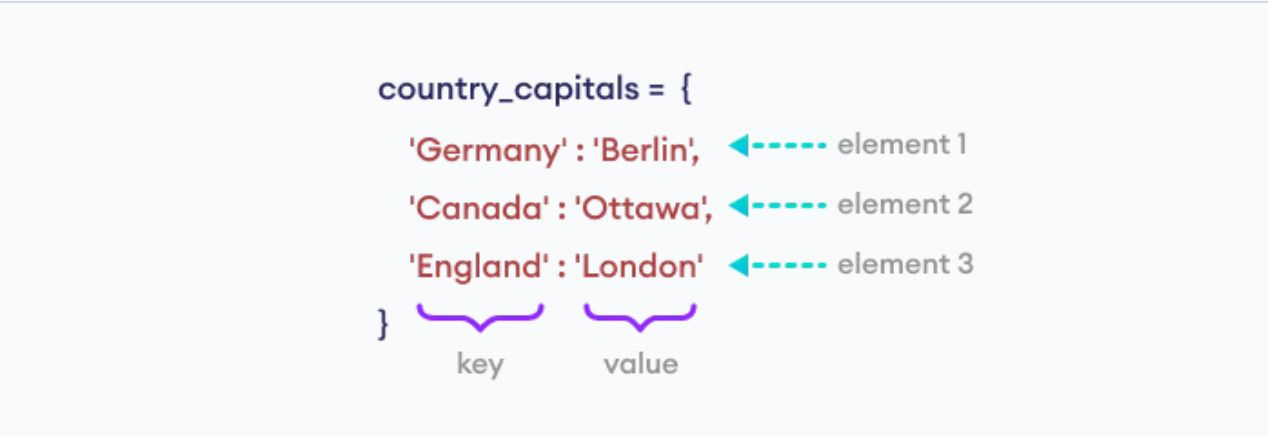 country_capitals = {
'Germany' : 'Berlin', element 1
'Canada' : 'Ottawa', element 2
'England' : 'London' element 3
}
key value